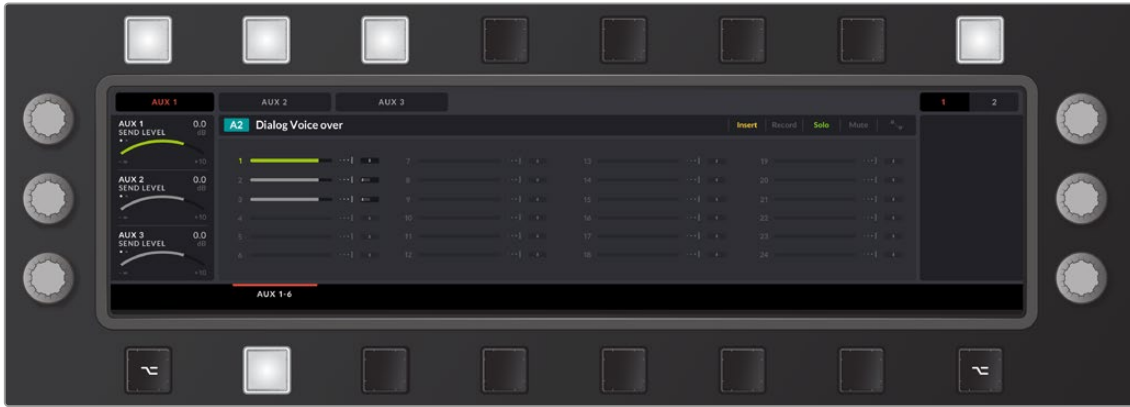 AUX 1 AUX 2 AUX 3 1 2
AUX 1 0.0
SEND LEVEL dB
-∞ +10
AUX 2 0.0
SEND LEVEL dB
-∞ +10
AUX 3 0.0
SEND LEVEL dB
-∞ +10
A2 Dialog Voice over Insert Record Solo Mute
1 7 13 19
2 8 14 20
3 9 15 21
4 10 16 22
5 11 17 23
6 12 18 24
AUX 1-6